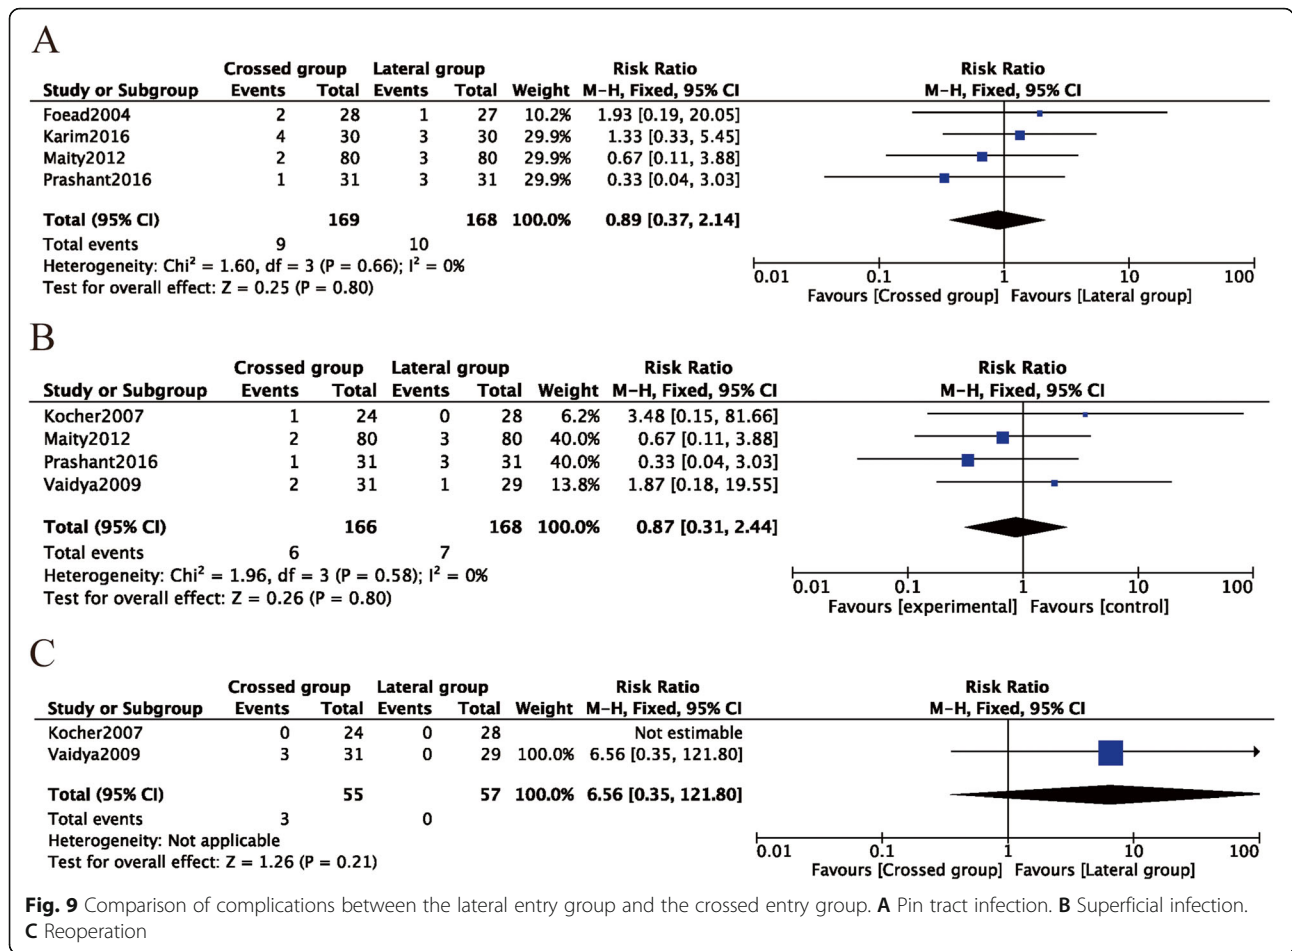 A
Crossed group Lateral group Risk Ratio Risk Ratio
Study or Subgroup Events Total Events Total Weight M-H, Fixed, 95% CI M-H, Fixed, 95% CI
Foead2004 2 28 1 27 10.2% 1.93 [0.19, 20.05]
Karim2016 4 30 3 30 29.9% 1.33 [0.33, 5.45]
Maity2012 2 80 3 80 29.9% 0.67 [0.11, 3.88]
Prashant2016 1 31 3 31 29.9% 0.33 [0.04, 3.03]
Total (95% CI) 169 168 100.0% 0.89 [0.37, 2.14]
Total events 9 10
Heterogeneity: Chi² = 1.60, df = 3 (P = 0.66); I² = 0%
Test for overall effect: Z = 0.25 (P = 0.80)
0.01 0.1 1 10 100
Favours [Crossed group] Favours [Lateral group]
B
Crossed group Lateral group Risk Ratio Risk Ratio
Study or Subgroup Events Total Events Total Weight M-H, Fixed, 95% CI M-H, Fixed, 95% CI
Kocher2007 1 24 0 28 6.2% 3.48 [0.15, 81.66]
Maity2012 2 80 3 80 40.0% 0.67 [0.11, 3.88]
Prashant2016 1 31 3 31 40.0% 0.33 [0.04, 3.03]
Vaidya2009 2 31 1 29 13.8% 1.87 [0.18, 19.55]
Total (95% CI) 166 168 100.0% 0.87 [0.31, 2.44]
Total events 6 7
Heterogeneity: Chi² = 1.96, df = 3 (P = 0.58); I² = 0%
Test for overall effect: Z = 0.26 (P = 0.80)
0.01 0.1 1 10 100
Favours [experimental] Favours [control]
C
Crossed group Lateral group Risk Ratio Risk Ratio
Study or Subgroup Events Total Events Total Weight M-H, Fixed, 95% CI M-H, Fixed, 95% CI
Kocher2007 0 24 0 28 Not estimable
Vaidya2009 3 31 0 29 100.0% 6.56 [0.35, 121.80]
Total (95% CI) 55 57 100.0% 6.56 [0.35, 121.80]
Total events 3 0
Heterogeneity: Not applicable
Test for overall effect: Z = 1.26 (P = 0.21)
0.01 0.1 1 10 100
Favours [Crossed group] Favours [Lateral group]
Fig. 9 Comparison of complications between the lateral entry group and the crossed entry group. A Pin tract infection. B Superficial infection.
C Reoperation